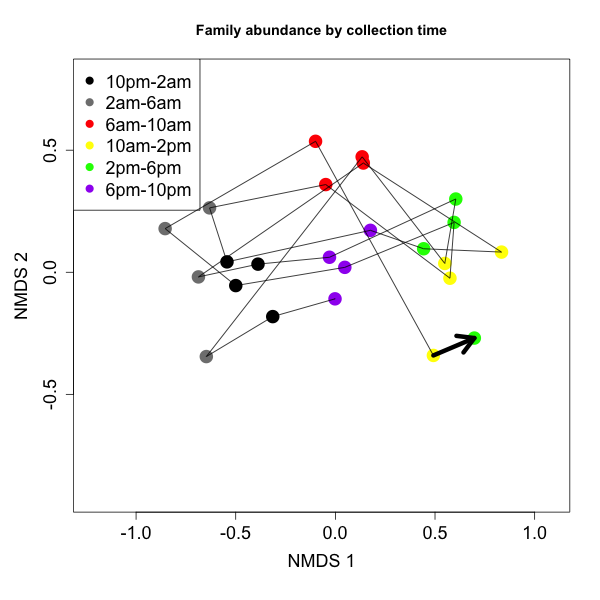 Family abundance by collection time
10pm-2am
2am-6am
6am-10am
10am-2pm
2pm-6pm
6pm-10pm
0.5
0.0
-0.5
NMDS 2
-1.0 -0.5 0.0 0.5 1.0
NMDS 1